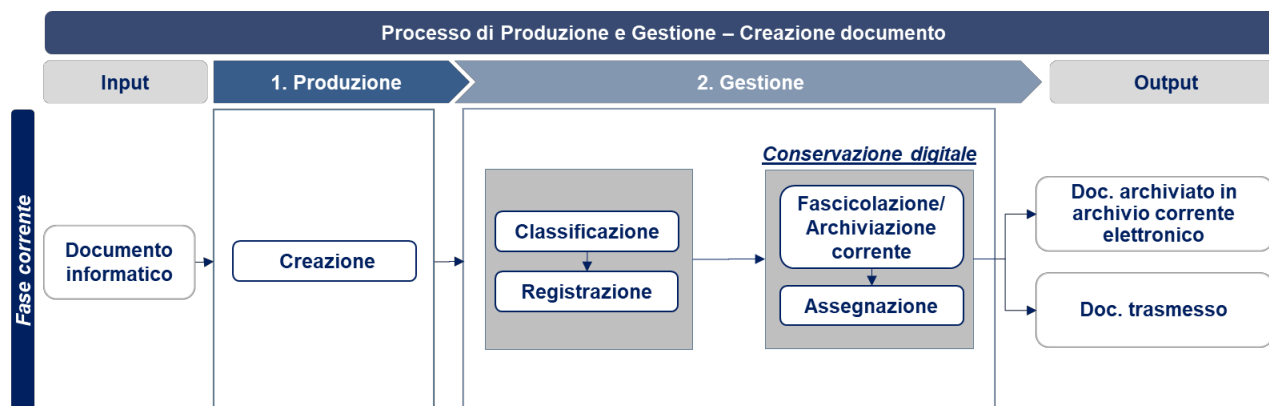 Processo di Produzione e Gestione – Creazione documento
Input
1. Produzione
2. Gestione
Output
Fase corrente
Documento
informatico
Creazione
Classificazione
Registrazione
Conservazione digitale
Fascicolazione/
Archiviazione
corrente
Assegnazione
Doc. archiviato in
archivio corrente
elettronico
Doc. trasmesso